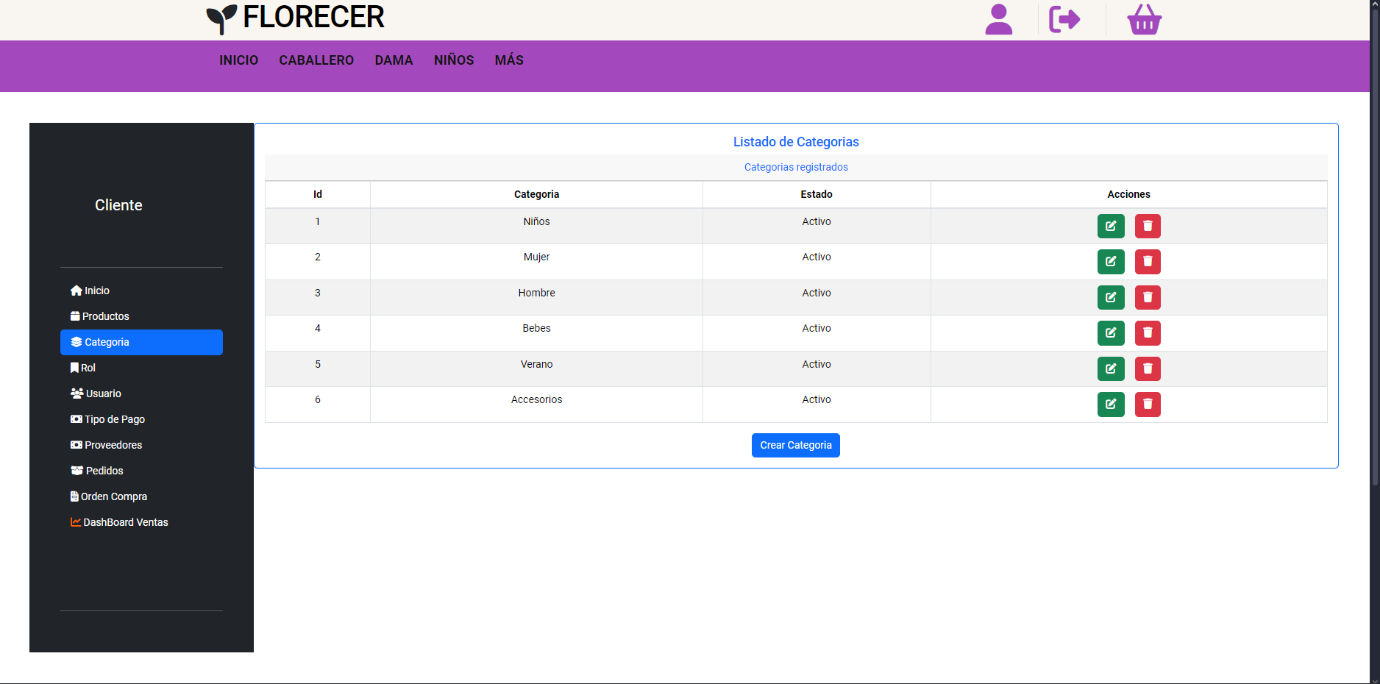 FLORECER
INICIO CABALLERO DAMA NIÑOS MÁS
Cliente
Inicio
Productos
Categoria
Rol
Usuario
Tipo de Pago
Proveedores
Pedidos
Orden Compra
DashBoard Ventas
Listado de Categorias
Categorias registrados
Id Categoria Estado Acciones
1 Niños Activo
2 Mujer Activo
3 Hombre Activo
4 Bebes Activo
5 Verano Activo
6 Accesorios Activo
Crear Categoria